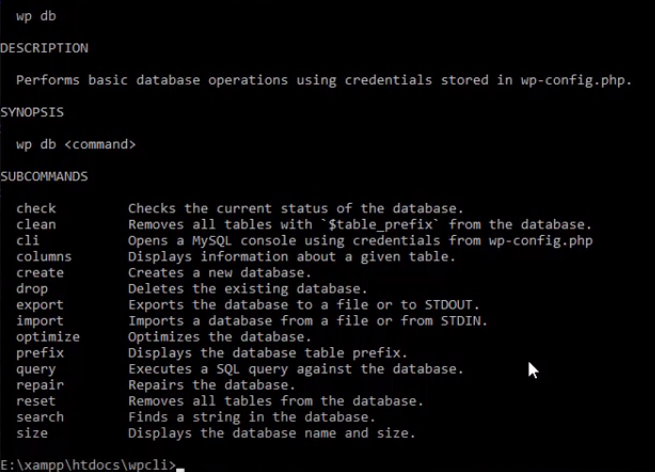 wp db
DESCRIPTION
Performs basic database operations using credentials stored in wp-config.php.
SYNOPSIS
wp db <command>
SUBCOMMANDS
check Checks the current status of the database.
clean Removes all tables with `$table_prefix` from the database.
cli Opens a MySQL console using credentials from wp-config.php
columns Displays information about a given table.
create Creates a new database.
drop Deletes the existing database.
export Exports the database to a file or to STDOUT.
import Imports a database from a file or from STDIN.
optimize Optimizes the database.
prefix Displays the database table prefix.
query Executes a SQL query against the database.
repair Repairs the database.
reset Removes all tables from the database.
search Finds a string in the database.
size Displays the database name and size.
E:\xampp\htdocs\wpcli>